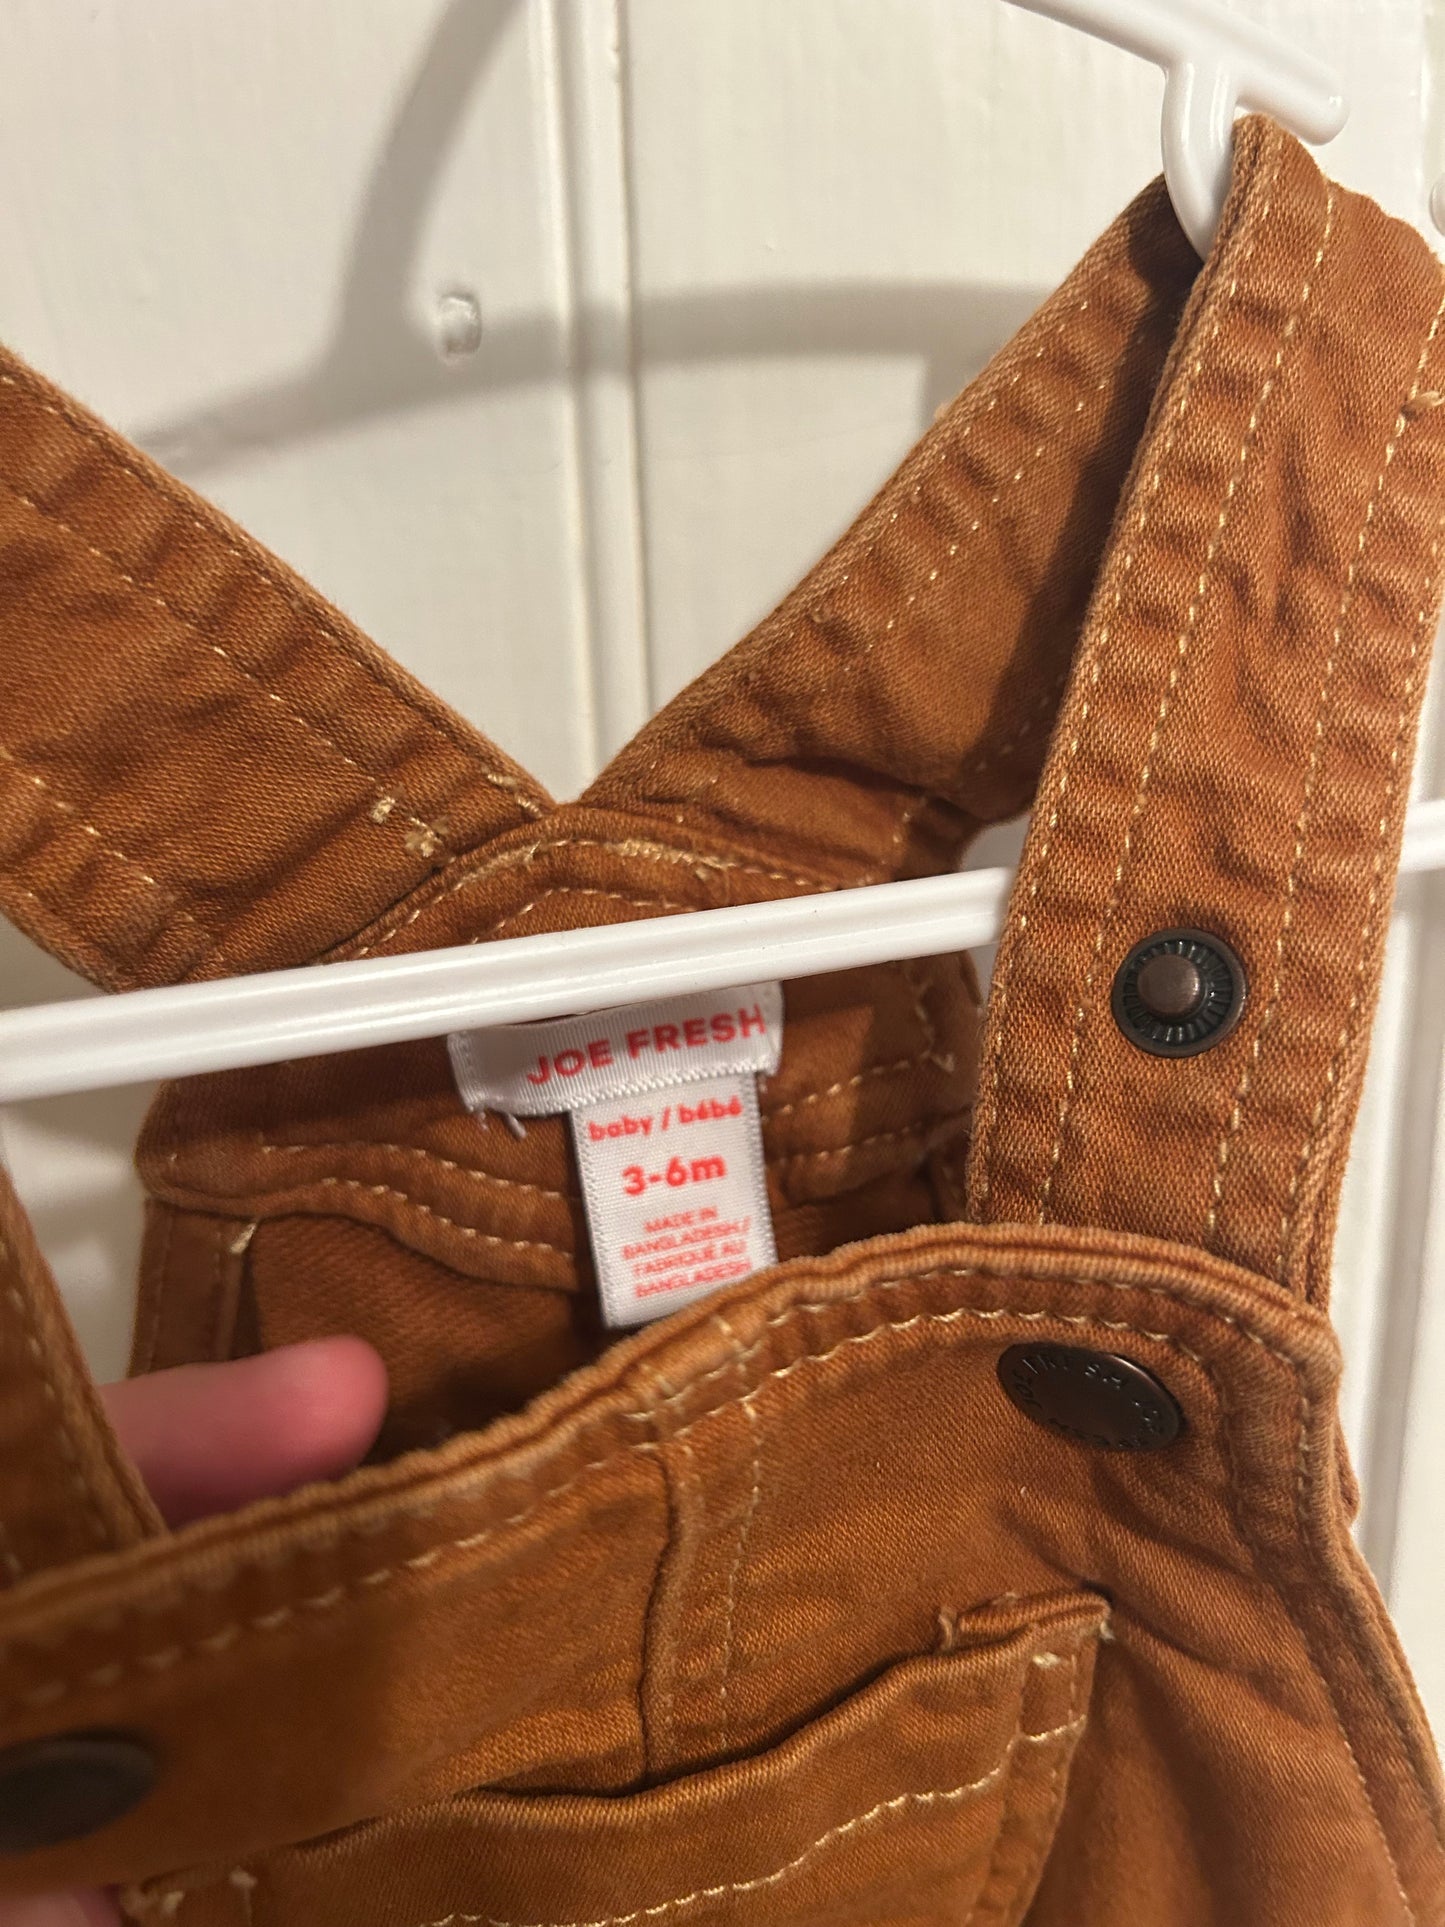 JOE FRESH
baby / bébé
3-6m
MADE IN
BANGLADESH /
FABRIQUÉ AU
BANGLADESH